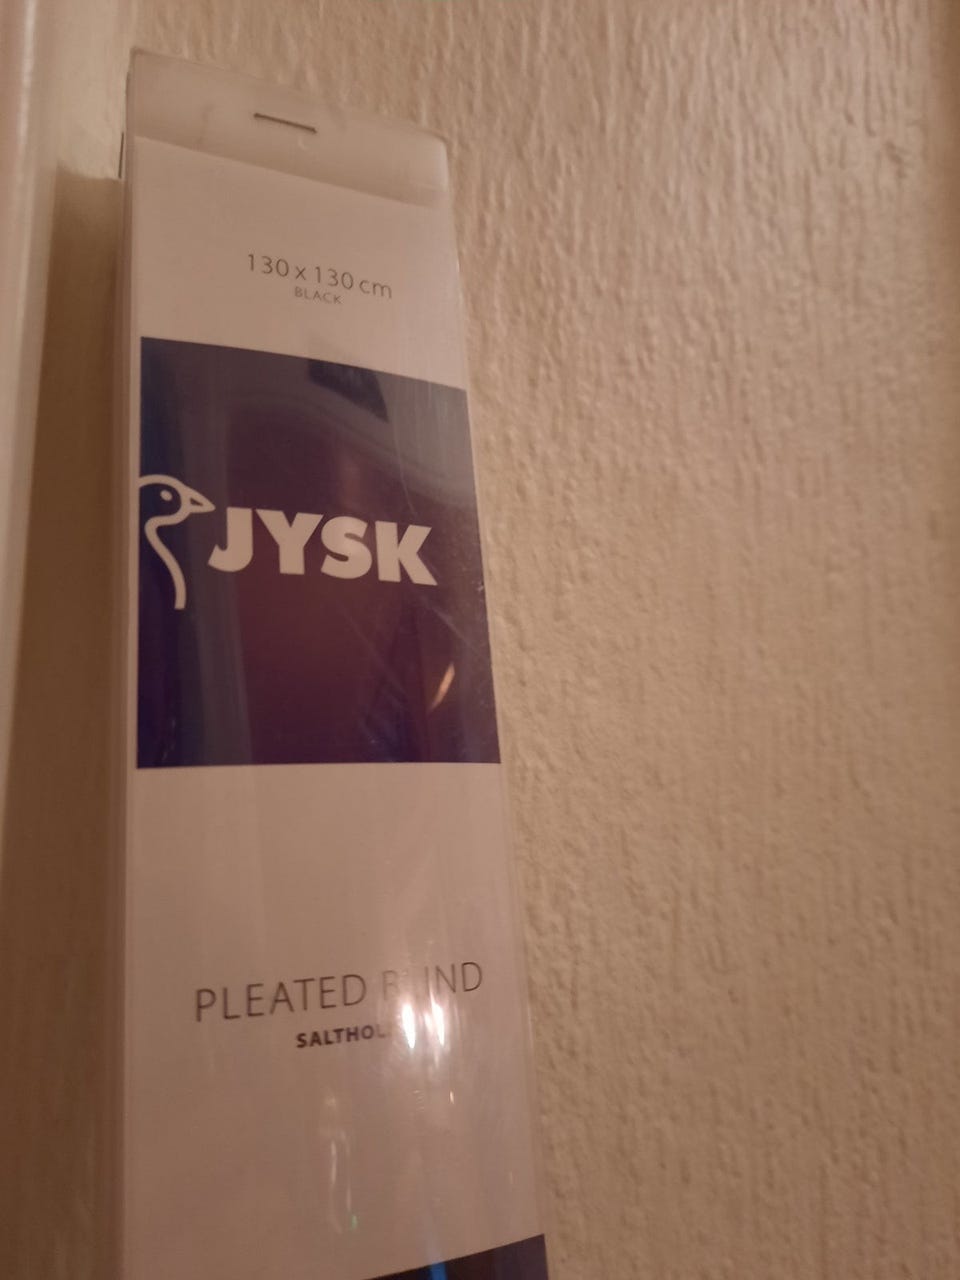 130 x 130 cm
BLACK
JYSK
PLEATED